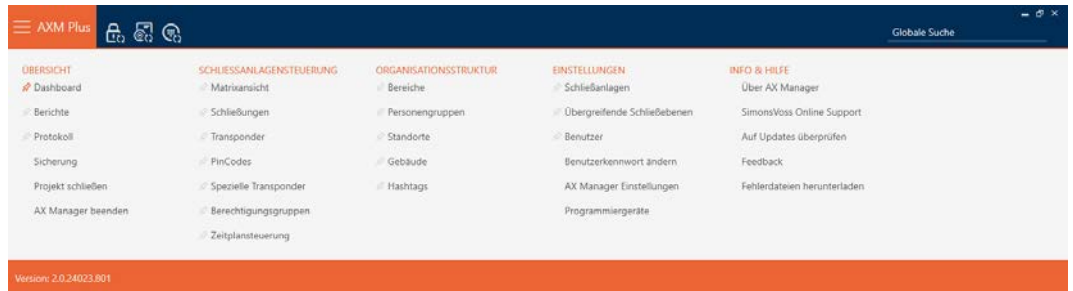 AXM Plus
Globale Suche
ÜBERSICHT
Dashboard
Berichte
Protokoll
Sicherung
Projekt schließen
AX Manager beenden
SCHLIESSANLAGENSTEUERUNG
Matrixansicht
Schließungen
Transponder
PinCodes
Spezielle Transponder
Berechtigungsgruppen
Zeitplansteuerung
ORGANISATIONSSTRUKTUR
Bereiche
Personengruppen
Standorte
Gebäude
Hashtags
EINSTELLUNGEN
Schließanlagen
Übergreifende Schließebenen
Benutzer
Benutzerkennwort ändern
AX Manager Einstellungen
Programmiergeräte
INFO & HILFE
Über AX Manager
SimonsVoss Online Support
Auf Updates überprüfen
Feedback
Fehlerdateien herunterladen
Version: 2.0.24023.801